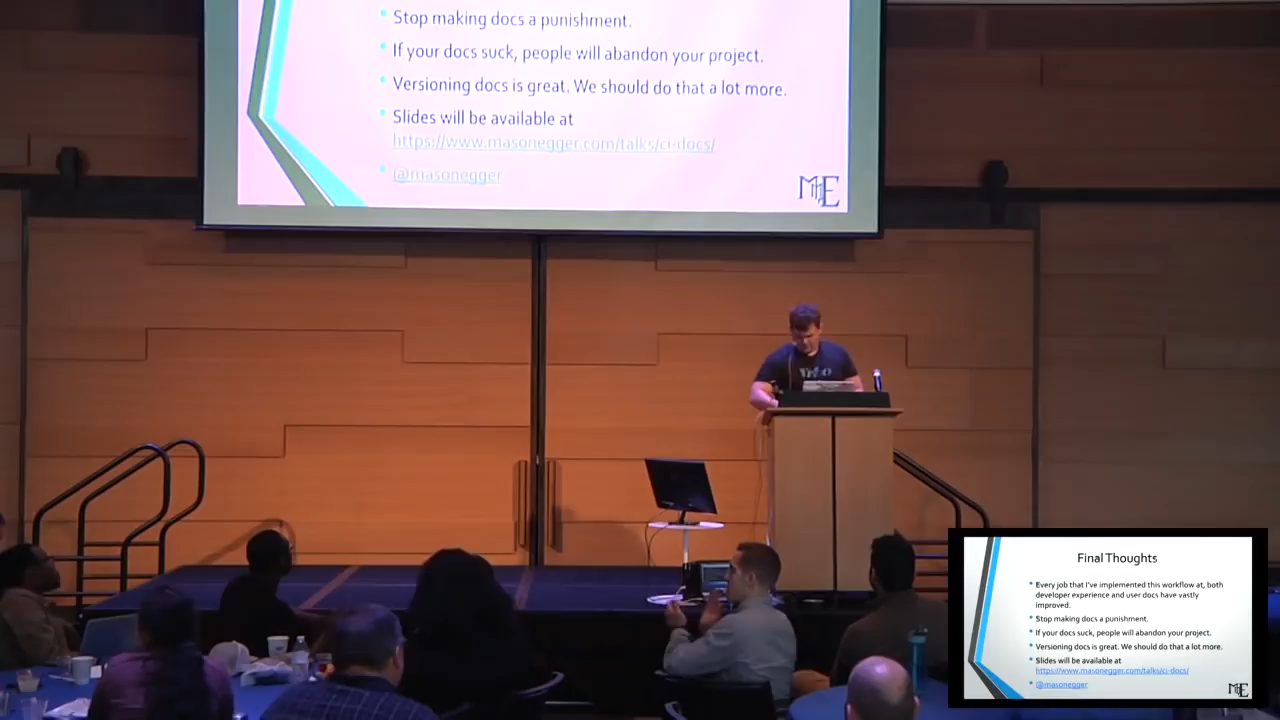 Stop making docs a punishment.
If your docs suck, people will abandon your project.
Versioning docs is great. We should do that a lot more.
Slides will be available at
https://www.masonegger.com/talks/ci-docs/
@masonegger
Final Thoughts
Every job that I've implemented this workflow at, both
developer experience and user docs have vastly
improved.
Stop making docs a punishment.
If your docs suck, people will abandon your project.
Versioning docs is great. We should do that a lot more.
Slides will be available at
https://www.masonegger.com/talks/ci-docs/
@masonegger